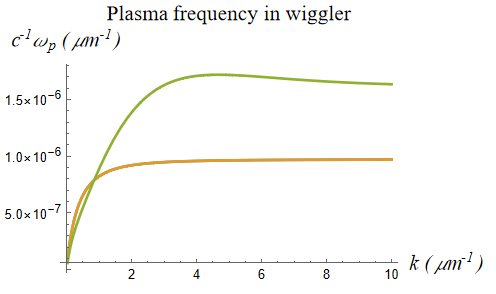 Plasma frequency in wiggler
c⁻¹ωₚ (μm⁻¹)
1.5×10⁻⁶
1.0×10⁻⁶
5.0×10⁻⁷
2 4 6 8 10
k (μm⁻¹)